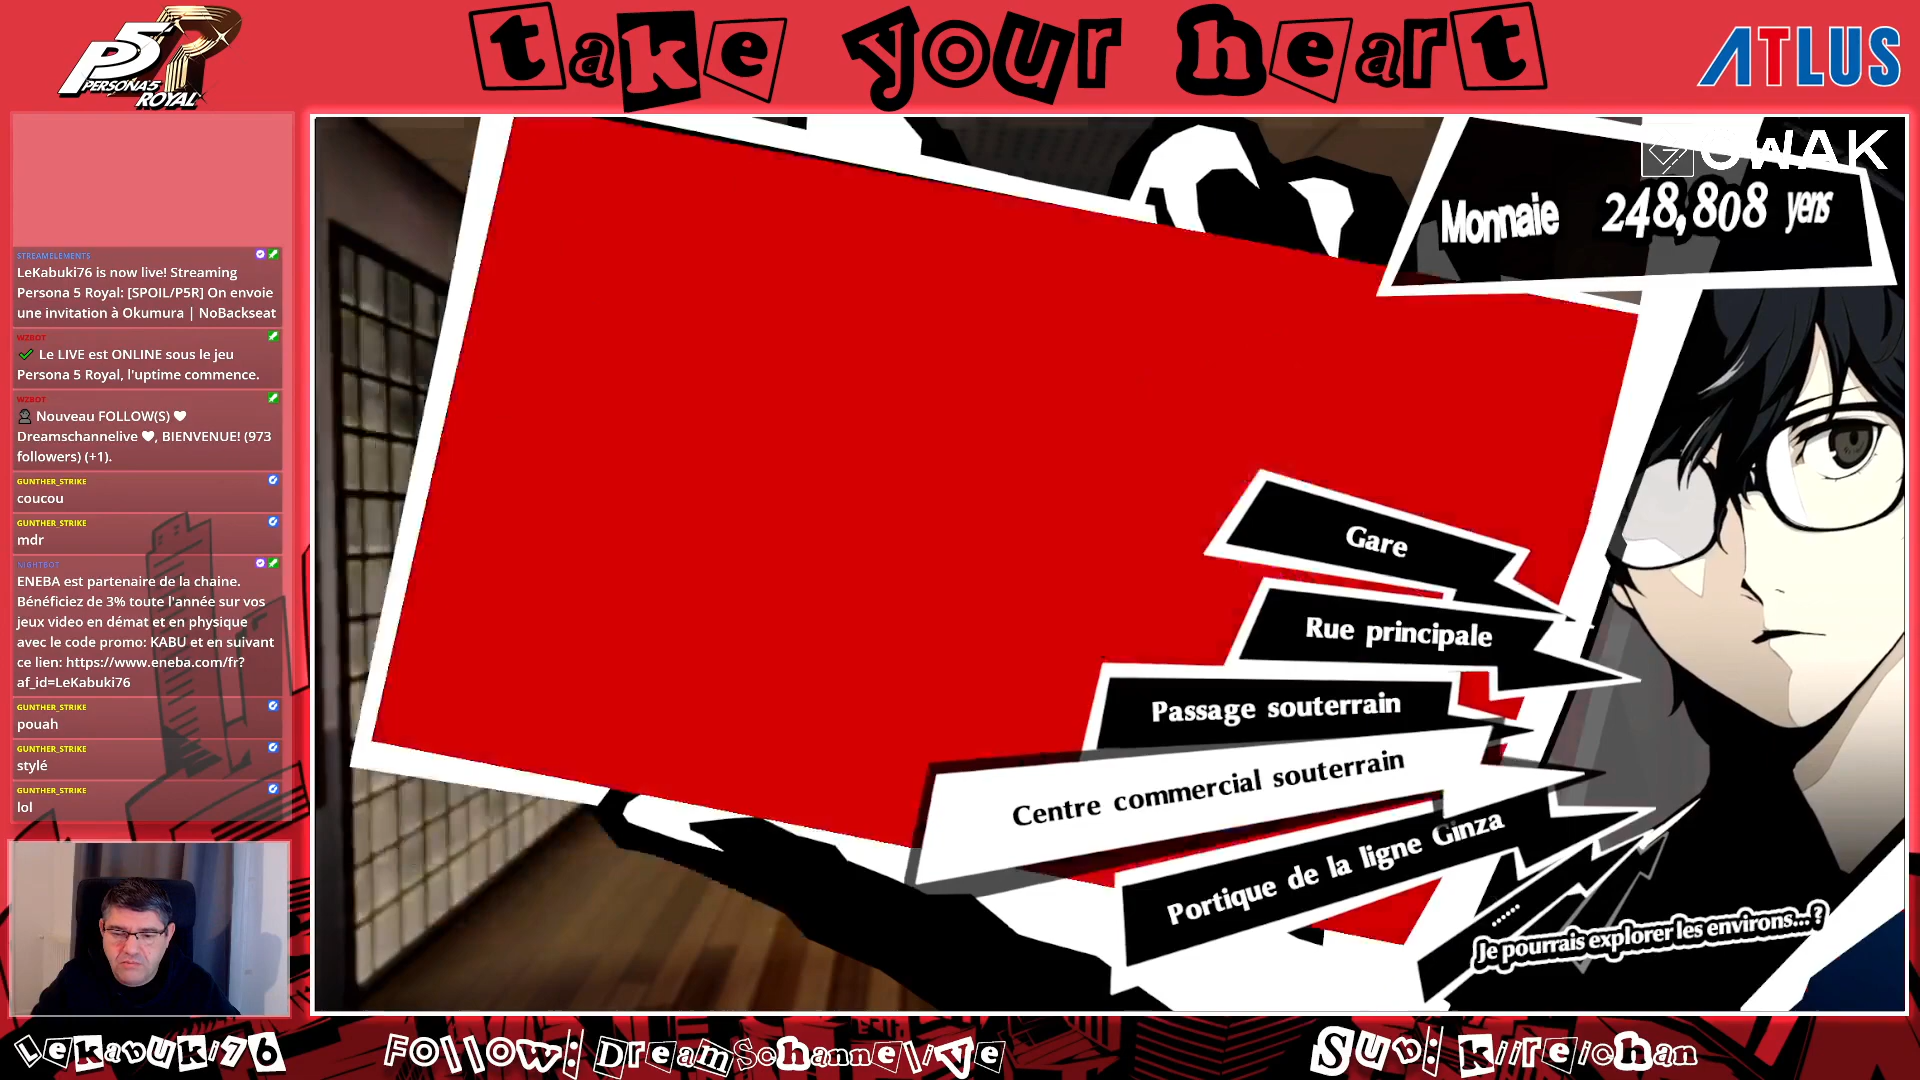 P5R
PERSONA5
ROYAL
take your heart
ATLUS
STREAMELEMENTS
LeKabuki76 is now live! Streaming
Persona 5 Royal: [SPOIL/P5R] On envoie
une invitation à Okumura | NoBackseat
WZBOT
Le LIVE est ONLINE sous le jeu
Persona 5 Royal, l'uptime commence.
WZBOT
Nouveau FOLLOW(S)
Dreamschannelive , BIENVENUE! (973
followers) (+1).
GUNTHER_STRIKE
coucou
GUNTHER_STRIKE
mdr
NIGHTBOT
ENEBA est partenaire de la chaine.
Bénéficiez de 3% toute l'année sur vos
jeux video en démat et en physique
avec le code promo: KABU et en suivant
ce lien: https://www.eneba.com/fr?
af_id=LeKabuki76
GUNTHER_STRIKE
pouah
GUNTHER_STRIKE
stylé
GUNTHER_STRIKE
lol
Monnaie 248,808 yens
Gare
Rue principale
Passage souterrain
Centre commercial souterrain
Portique de la ligne Ginza
......
Je pourrais explorer les environs...?
Lekabuki76
Follow: Dreamschannelive
Sub: kiireichan